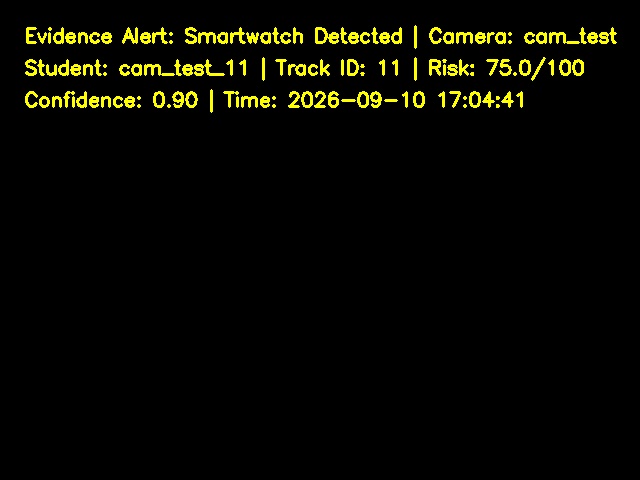 Evidence Alert: Smartwatch Detected | Camera: cam_test
Student: cam_test_11 | Track ID: 11 | Risk: 75.0/100
Confidence: 0.90 | Time: 2026-09-10 17:04:41